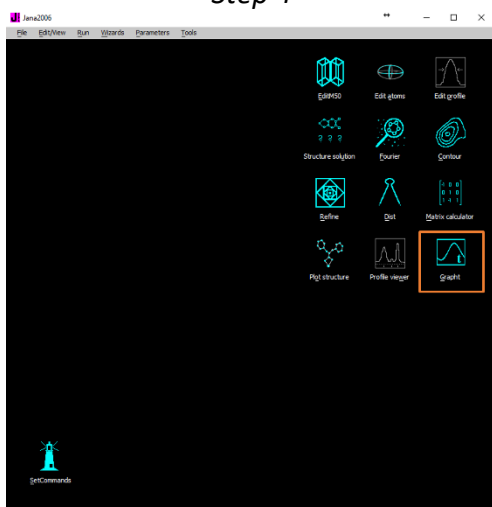 Step
Jana2006
File Edit/View Run Wizards Parameters Tools
EditM50 Edit atoms Edit profile
? ? ?
Structure solution Fourier Contour
Refine Dist Matrix calculator
t
Plot structure Profile viewer Grapht
SetCommands